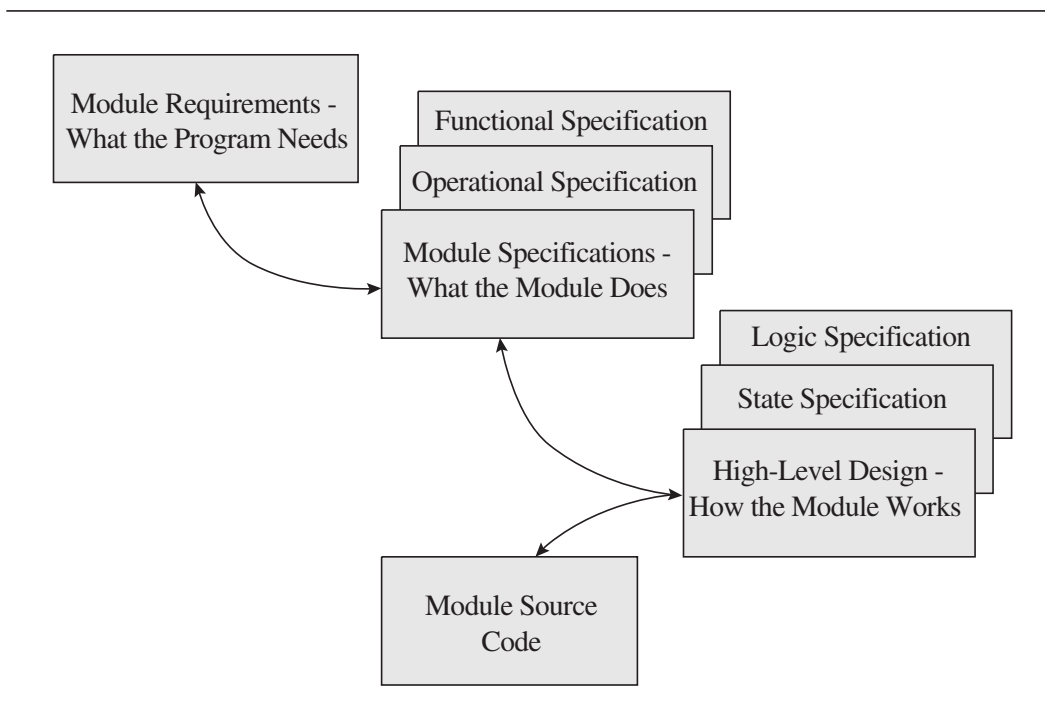 Module Requirements -
What the Program Needs
Functional Specification
Operational Specification
Module Specifications -
What the Module Does
Logic Specification
State Specification
High-Level Design -
How the Module Works
Module Source
Code